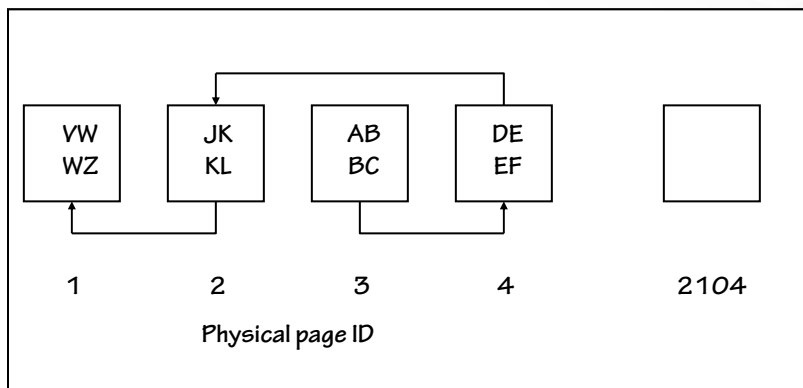 VW JK AB DE
WZ KL BC EF
1 2 3 4 2104
Physical page ID